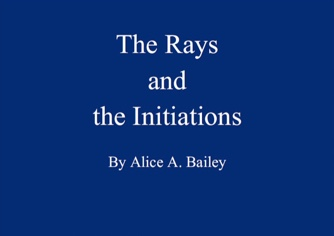 The Rays
and
the Initiations
By Alice A. Bailey